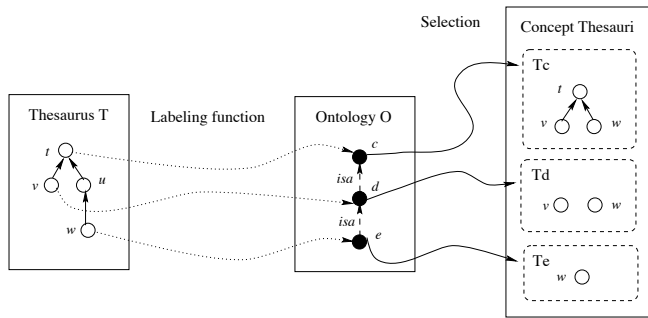 Selection
Concept Thesauri
Tc
t
v
w
Thesaurus T
Labeling function
Ontology O
t
v
u
w
c
isa
d
isa
e
Td
v
w
Te
w